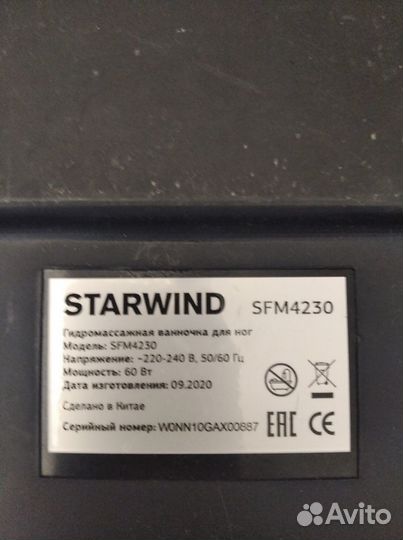 STARWIND SFM4230
Гидромассажная ванночка для ног
Модель: SFM4230
Напряжение: ~220-240 В, 50/60 Гц
Мощность: 60 Вт
Дата изготовления: 09.2020
Сделано в Китае
Серийный номер: W0NN10GAX00887
EAC CE
Avito